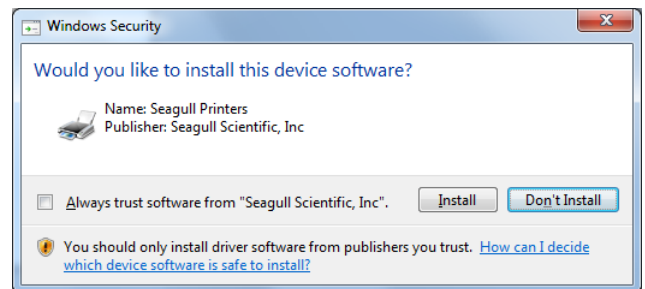 Windows Security
Would you like to install this device software?
Name: Seagull Printers
Publisher: Seagull Scientific, Inc
Always trust software from "Seagull Scientific, Inc".
Install
Don't Install
You should only install driver software from publishers you trust. How can I decide
which device software is safe to install?